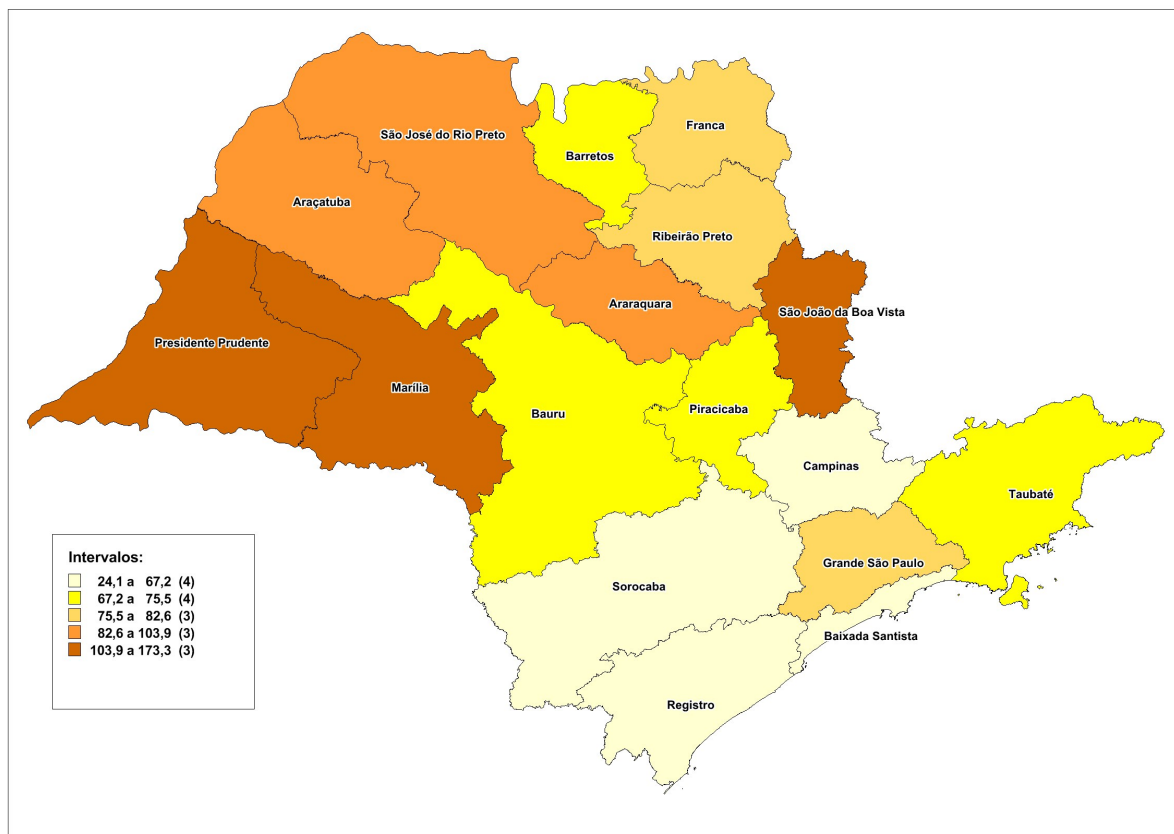 Franca
São José do Rio Preto
Barretos
Araçatuba
Ribeirão Preto
Araraquara
São João da Boa Vista
Presidente Prudente
Marília
Piracicaba
Bauru
Campinas
Taubaté
Grande São Paulo
Sorocaba
Baixada Santista
Registro
Intervalos:
24,1 a 67,2 (4)
67,2 a 75,5 (4)
75,5 a 82,6 (3)
82,6 a 103,9 (3)
103,9 a 173,3 (3)